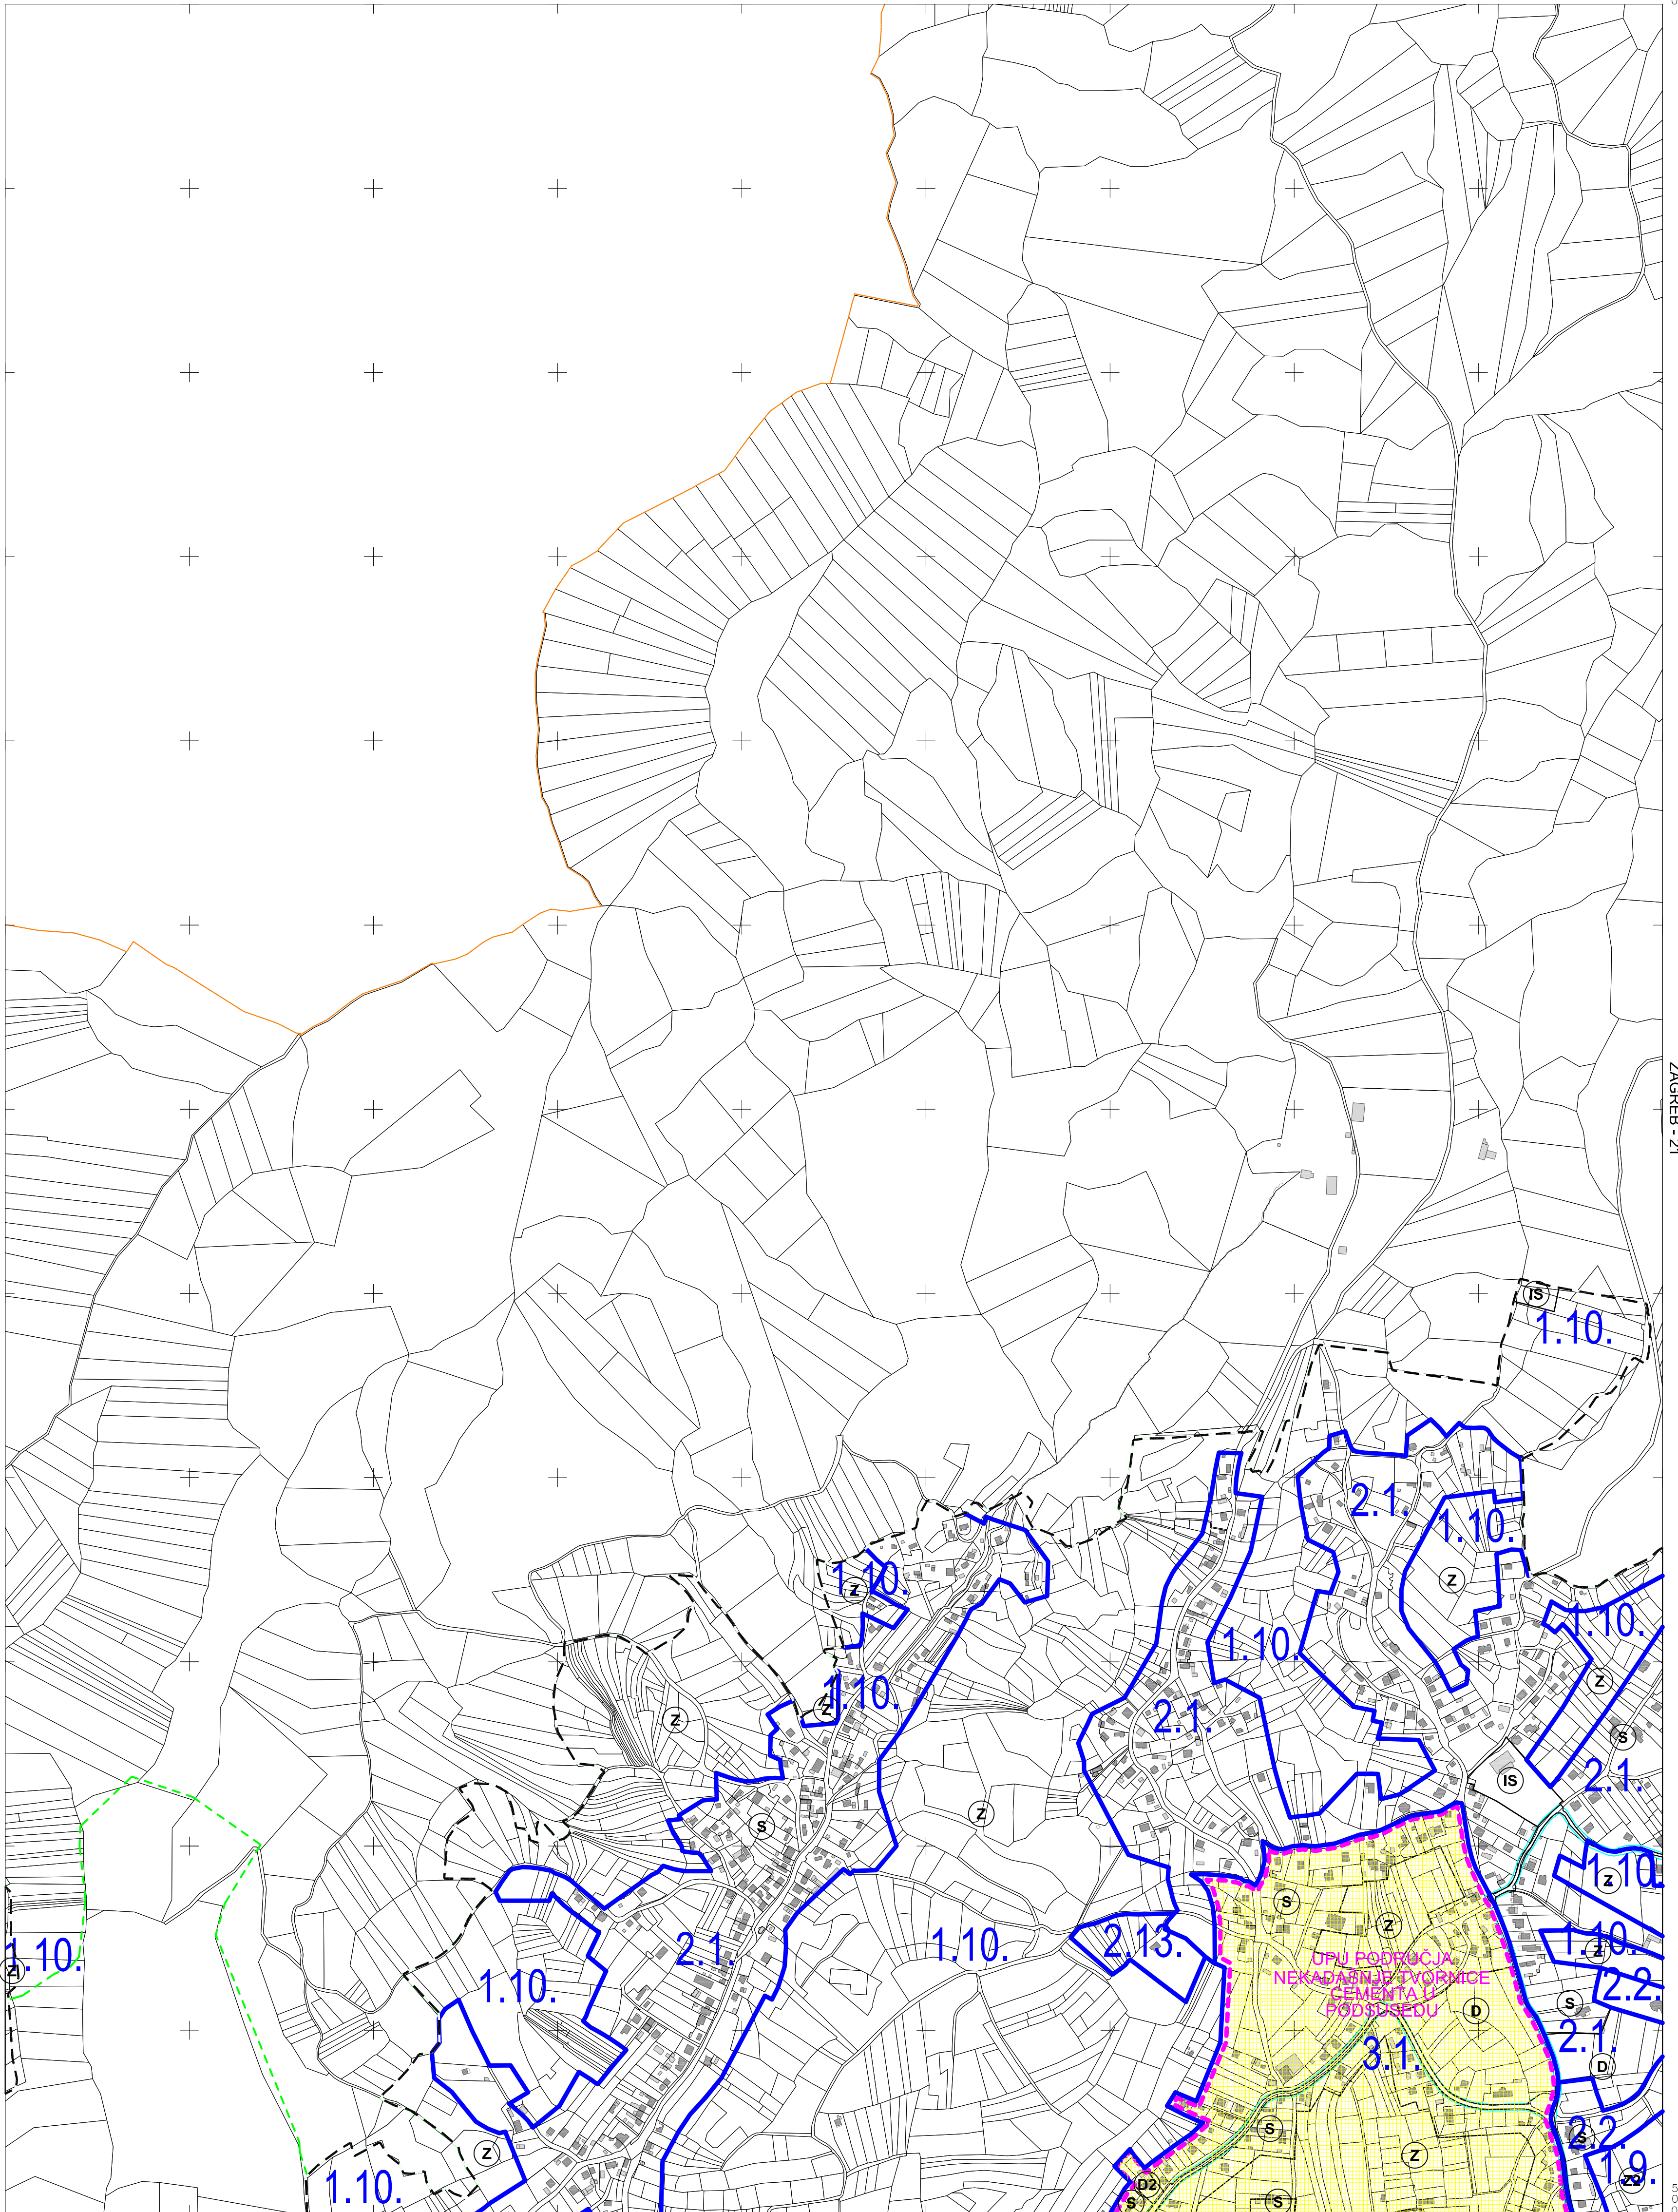 ZAGREB - 21
IS
1.10.
2.1.
1.10.
Z
1.10.
Z
1.10.
1.10.
Z
1.10.
Z
Z
2.1.
S
IS
2.1.
Z
S
1.10.
Z
S
Z
1.10.
Z
2.1.
1.10.
2.13.
1.10.
Z
1.10.
Z
UPU PODRUČJA
NEKADAŠNJE TVORNICE
CEMENTA U
PODSUSEDU
2.2.
S
D
2.1.
3.1.
D
S
2.2.
S
Z
Z
1.10.
D2
S
S
1.9.
Z2